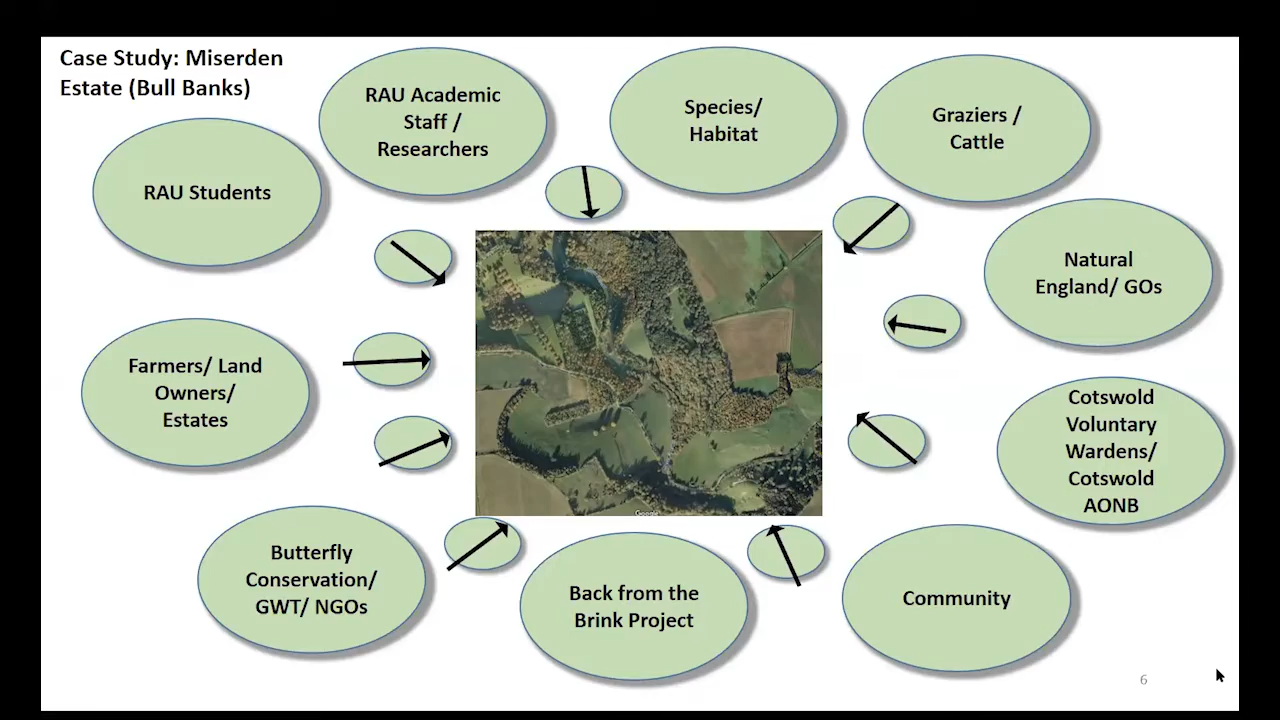 Case Study: Miserden
Estate (Bull Banks)
RAU Academic
Staff /
Researchers
Species/
Habitat
Graziers /
Cattle
RAU Students
Natural
England/ GOs
Farmers/ Land
Owners/
Estates
Cotswold
Voluntary
Wardens/
Cotswold
AONB
Google
Butterfly
Conservation/
GWT/ NGOs
Back from the
Brink Project
Community
6